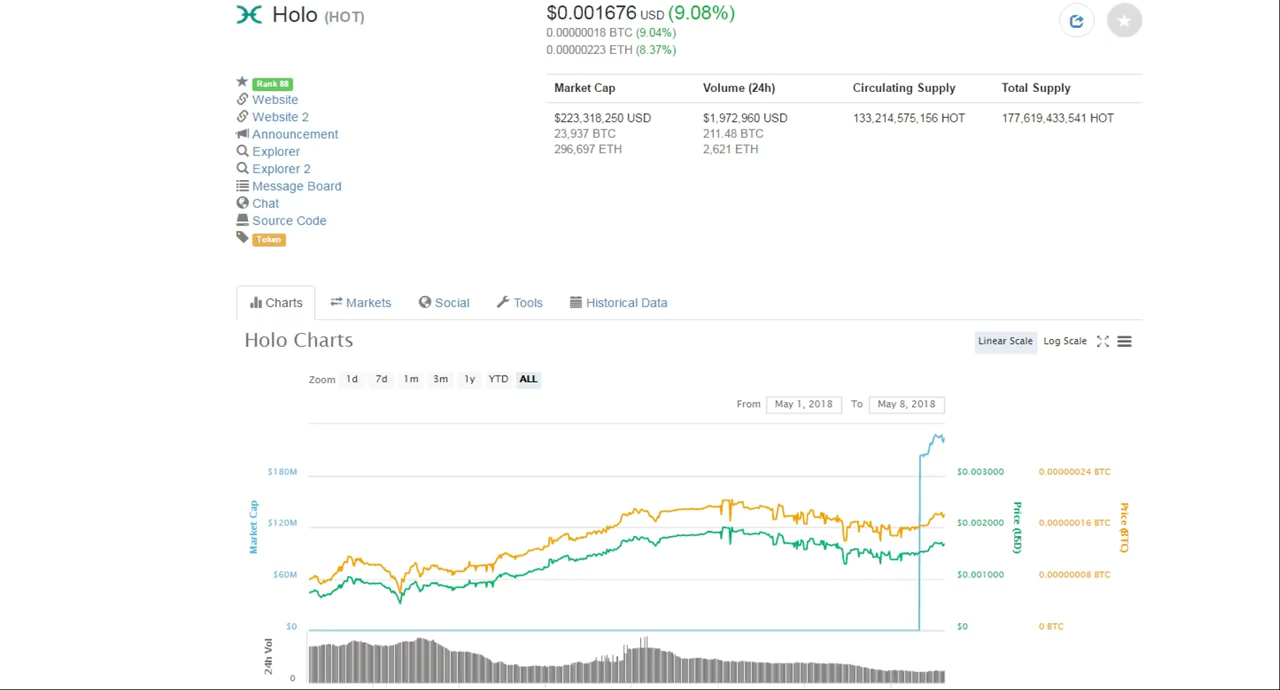 Holo (HOT)
$0.001676 USD (9.08%)
0.00000018 BTC (9.04%)
0.00000223 ETH (8.37%)
Rank 88
Website
Website 2
Announcement
Explorer
Explorer 2
Message Board
Chat
Source Code
Token
Market Cap Volume (24h) Circulating Supply Total Supply
$223,318,250 USD $1,972,960 USD 133,214,575,156 HOT 177,619,433,541 HOT
23,937 BTC 211.48 BTC
296,697 ETH 2,621 ETH
Charts Markets Social Tools Historical Data
Holo Charts
Linear Scale Log Scale
Zoom 1d 7d 1m 3m 1y YTD ALL
From May 1, 2018 To May 8, 2018
$180M $0.003000 0.00000024 BTC
$120M $0.002000 0.00000016 BTC
$60M $0.001000 0.00000008 BTC
$0 $0 0 BTC
Market Cap
Price (USD)
Price (BTC)
24h Vol
0